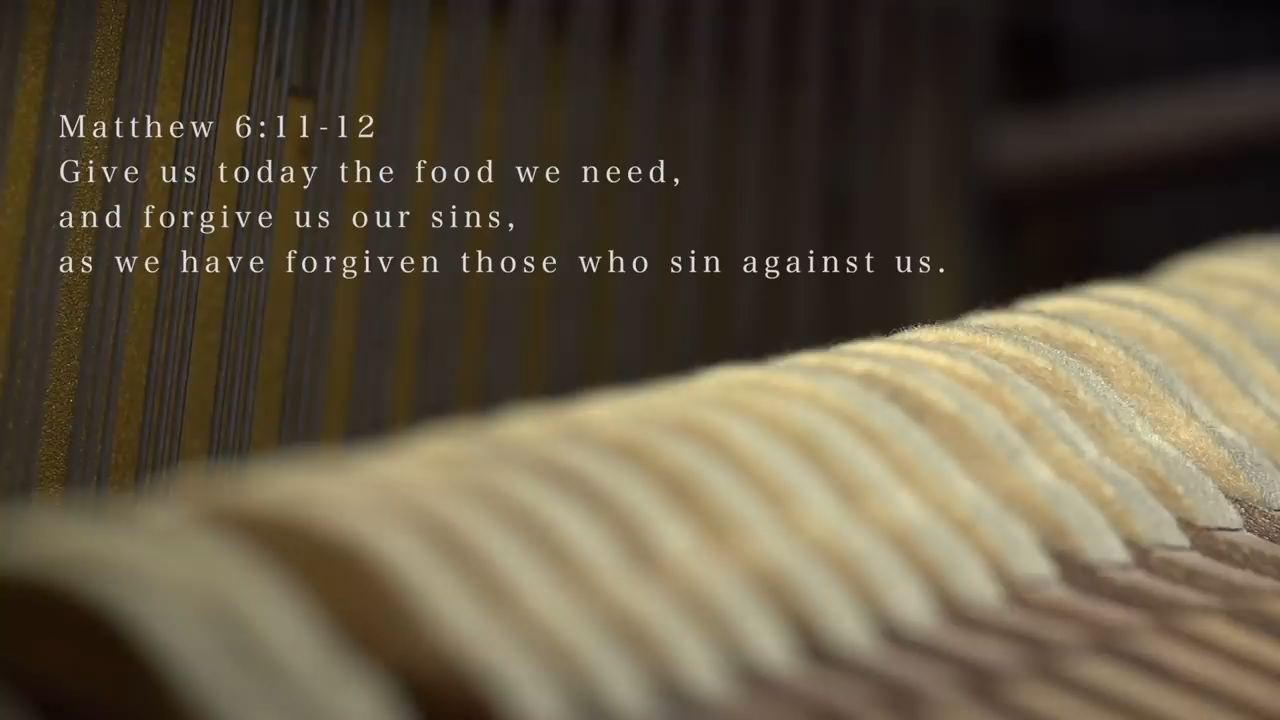 Matthew 6:11-12
Give us today the food we need,
and forgive us our sins,
as we have forgiven those who sin against us.